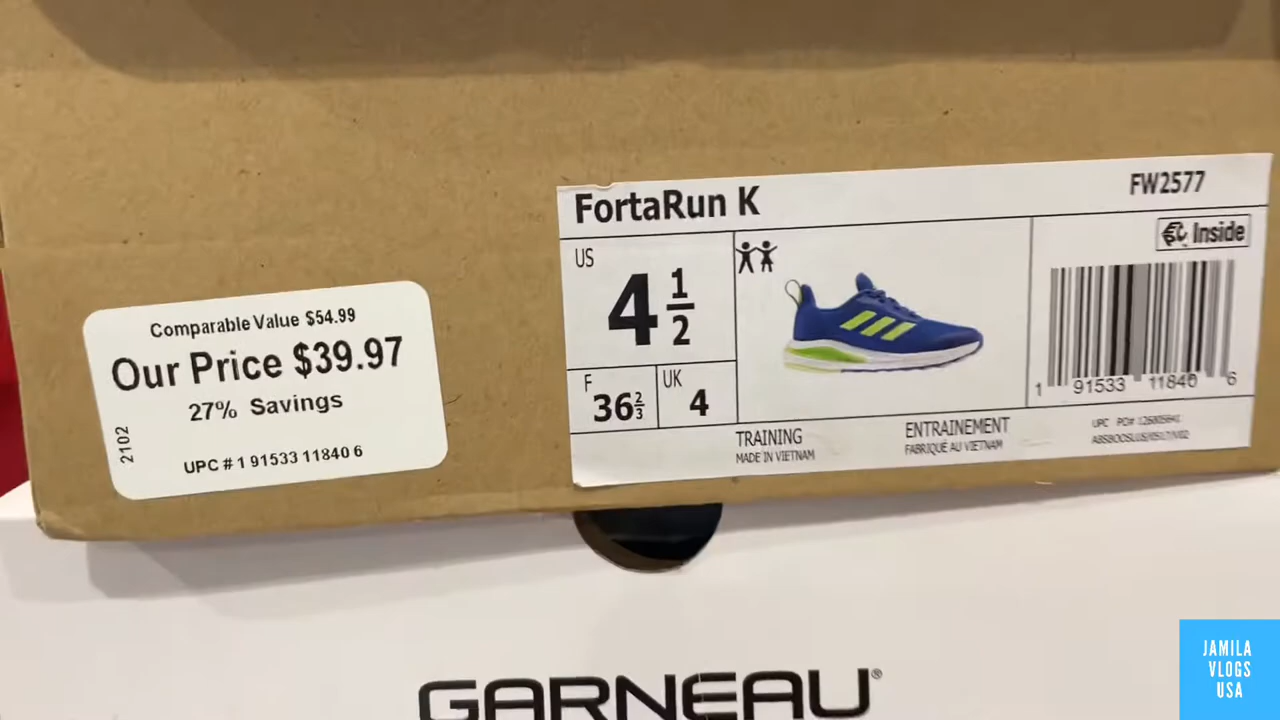 Comparable Value $54.99
Our Price $39.97
27% Savings
2102
UPC # 1 91533 11840 6
FortaRun K
FW2577
US
4 1/2
F
36 2/3
UK
4
Inside
1 91533 11840 6
TRAINING
MADE IN VIETNAM
ENTRAINEMENT
FABRIQUÉ AU VIETNAM
UPC PO#
GARNEAU®
JAMILA
VLOGS
USA